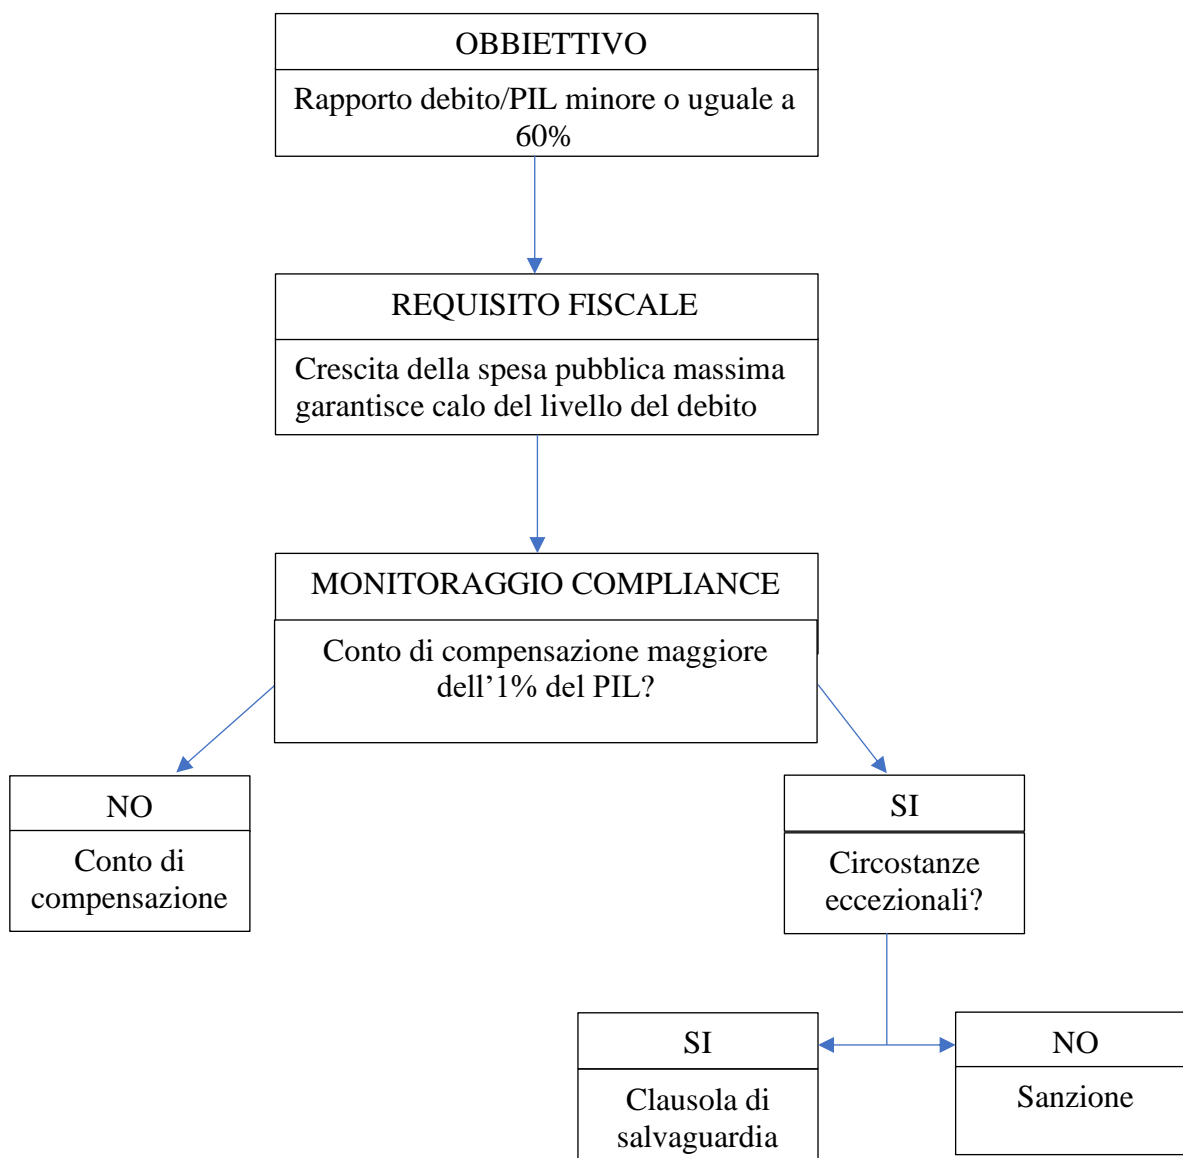 OBBIETTIVO
Rapporto debito/PIL minore o uguale a
60%
REQUISITO FISCALE
Crescita della spesa pubblica massima
garantisce calo del livello del debito
MONITORAGGIO COMPLIANCE
Conto di compensazione maggiore
dell’1% del PIL?
NO
Conto di
compensazione
SI
Circostanze
eccezionali?
SI
Clausola di
salvaguardia
NO
Sanzione